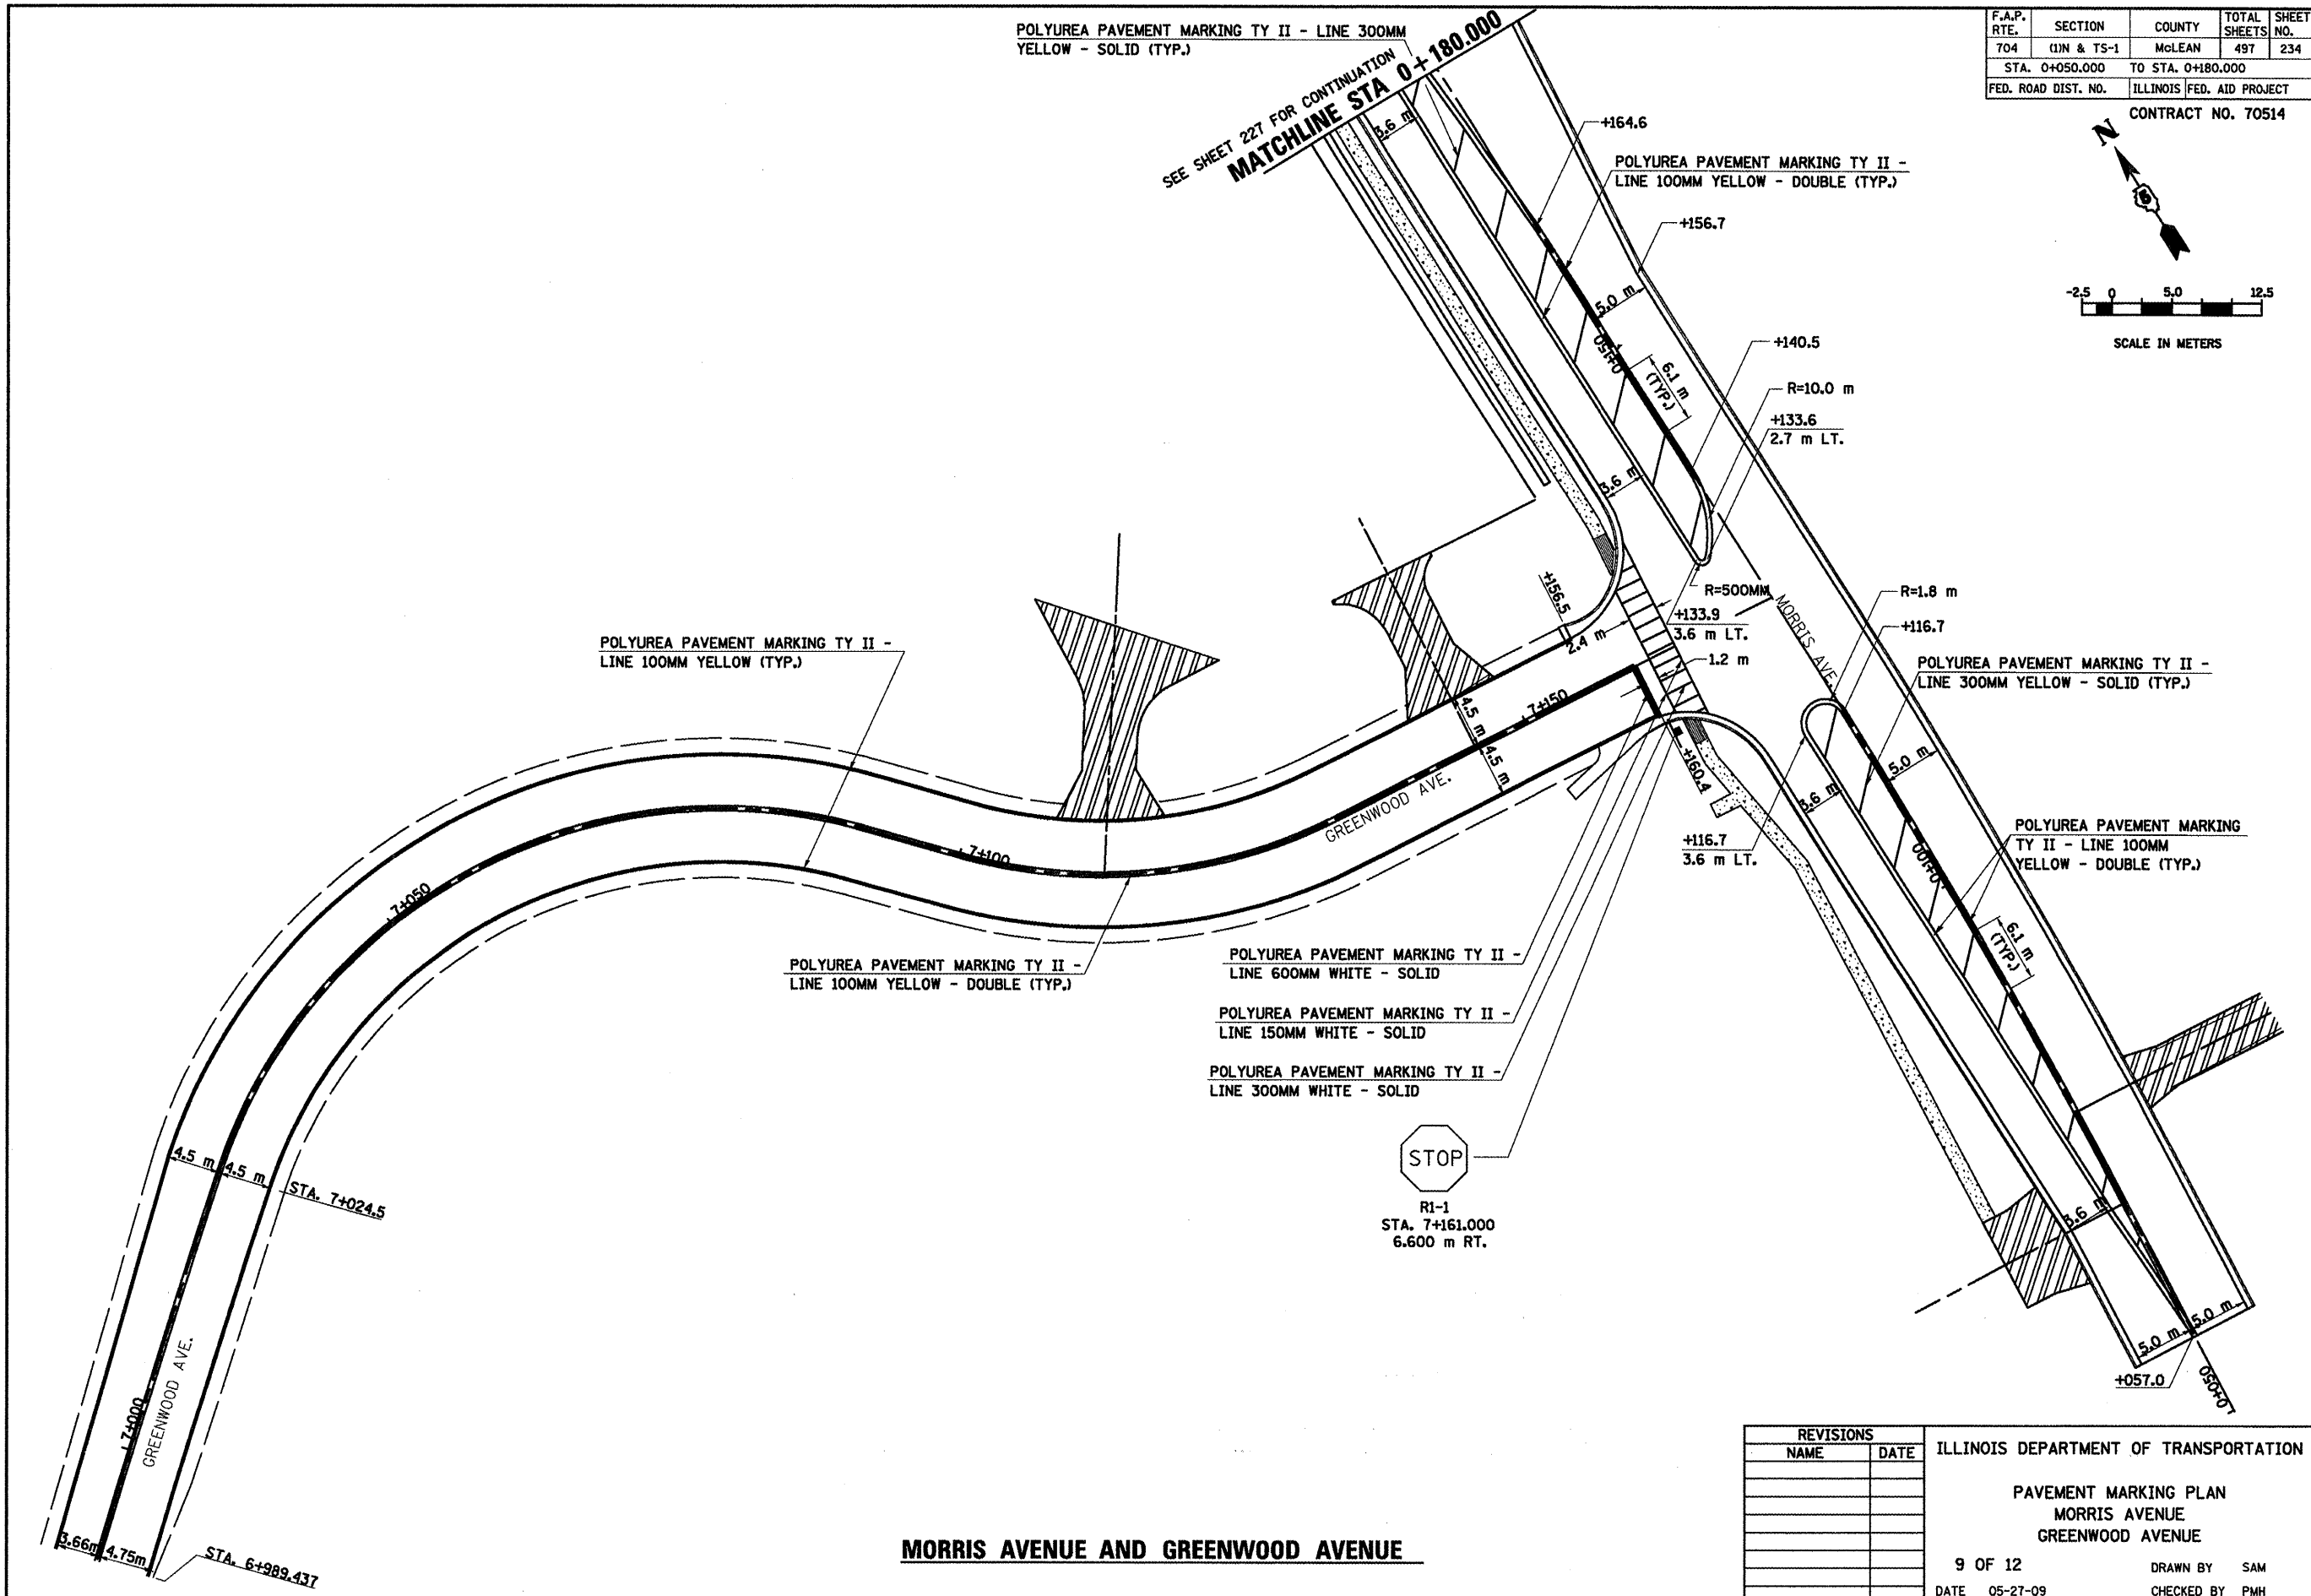 POLYUREA PAVEMENT MARKING TY II - LINE 300MM
YELLOW - SOLID (TYP.)
SEE SHEET 227 FOR CONTINUATION
MATCHLINE STA 0+180.000
F.A.P. RTE. SECTION COUNTY TOTAL SHEETS SHEET NO.
704 (1)N & TS-1 McLEAN 497 234
STA. 0+050.000 TO STA. 0+180.000
FED. ROAD DIST. NO. ILLINOIS FED. AID PROJECT
CONTRACT NO. 70514
N
5
-2.5 0 5.0 12.5
SCALE IN METERS
3.6 m
+164.6
POLYUREA PAVEMENT MARKING TY II -
LINE 100MM YELLOW - DOUBLE (TYP.)
+156.7
5.0 m
0+150
6.1 m
(TYP.)
+140.5
R=10.0 m
+133.6
2.7 m LT.
3.6 m
R=500MM
+133.9
3.6 m LT.
MORRIS AVE.
+156.5
2.4 m
1.2 m
R=1.8 m
+116.7
POLYUREA PAVEMENT MARKING TY II -
LINE 300MM YELLOW - SOLID (TYP.)
POLYUREA PAVEMENT MARKING TY II -
LINE 100MM YELLOW (TYP.)
4.5 m
4.5 m
7+150
GREENWOOD AVE.
+160.4
5.0 m
3.6 m
+116.7
3.6 m LT.
0+100
POLYUREA PAVEMENT MARKING
TY II - LINE 100MM
YELLOW - DOUBLE (TYP.)
6.1 m
(TYP.)
7+100
7+050
POLYUREA PAVEMENT MARKING TY II -
LINE 100MM YELLOW - DOUBLE (TYP.)
POLYUREA PAVEMENT MARKING TY II -
LINE 600MM WHITE - SOLID
POLYUREA PAVEMENT MARKING TY II -
LINE 150MM WHITE - SOLID
POLYUREA PAVEMENT MARKING TY II -
LINE 300MM WHITE - SOLID
STOP
R1-1
STA. 7+161.000
6.600 m RT.
4.5 m
4.5 m
STA. 7+024.5
3.6 m
5.0 m
5.0 m
+057.0
0+050
7+000
GREENWOOD AVE.
3.66m
4.75m
STA. 6+989.437
MORRIS AVENUE AND GREENWOOD AVENUE
REVISIONS
NAME DATE
ILLINOIS DEPARTMENT OF TRANSPORTATION
PAVEMENT MARKING PLAN
MORRIS AVENUE
GREENWOOD AVENUE
9 OF 12 DRAWN BY SAM
DATE 05-27-09 CHECKED BY PMH